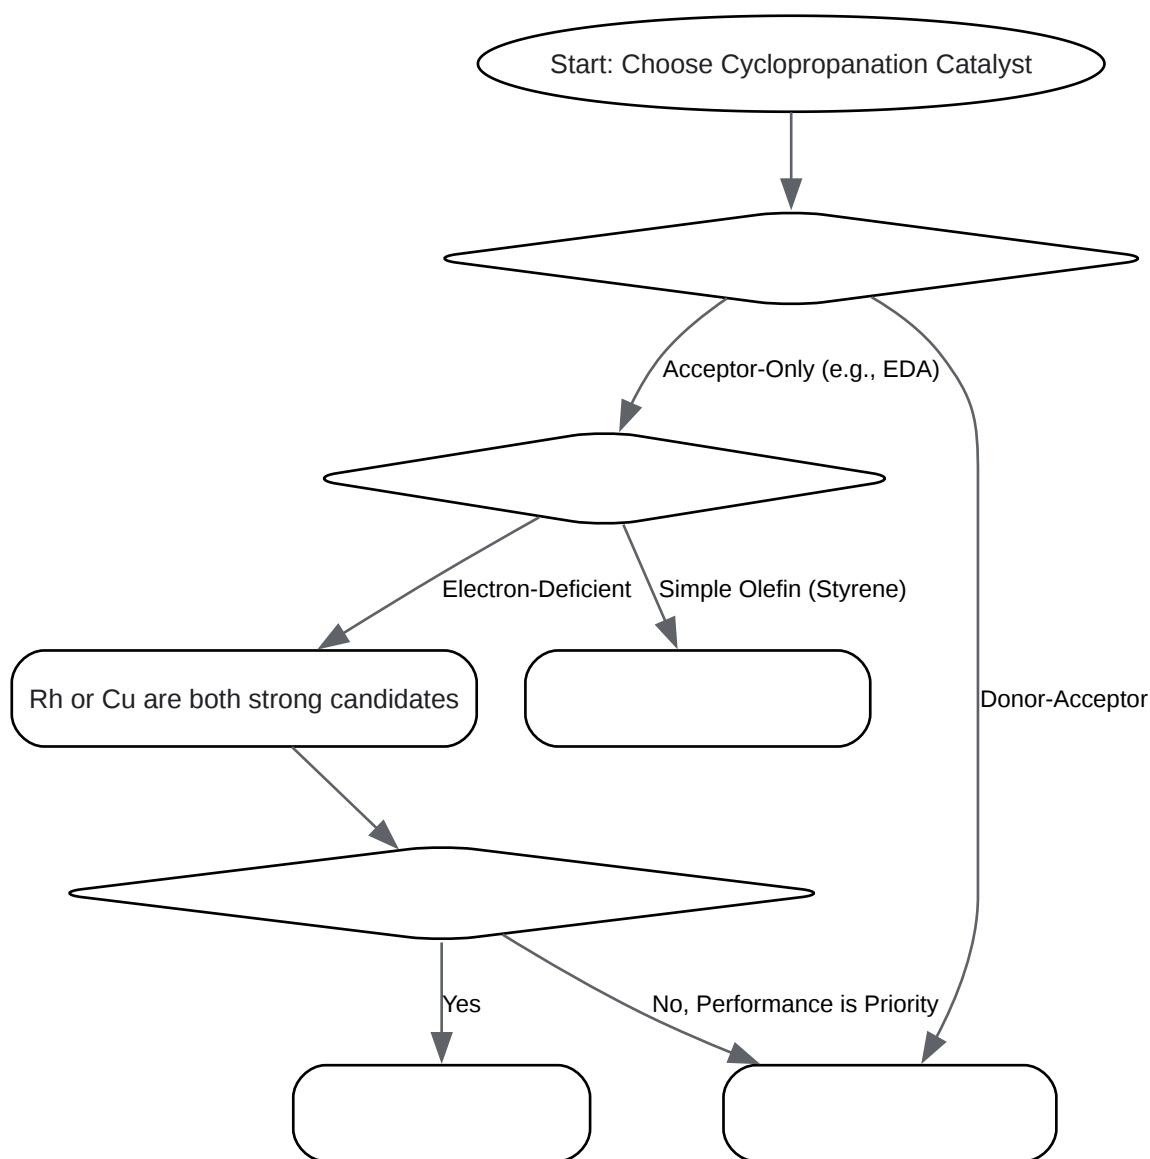 Start: Choose Cyclopropanation Catalyst
Acceptor-Only (e.g., EDA)
Electron-Deficient
Simple Olefin (Styrene)
Rh or Cu are both strong candidates
Donor-Acceptor
Yes
No, Performance is Priority